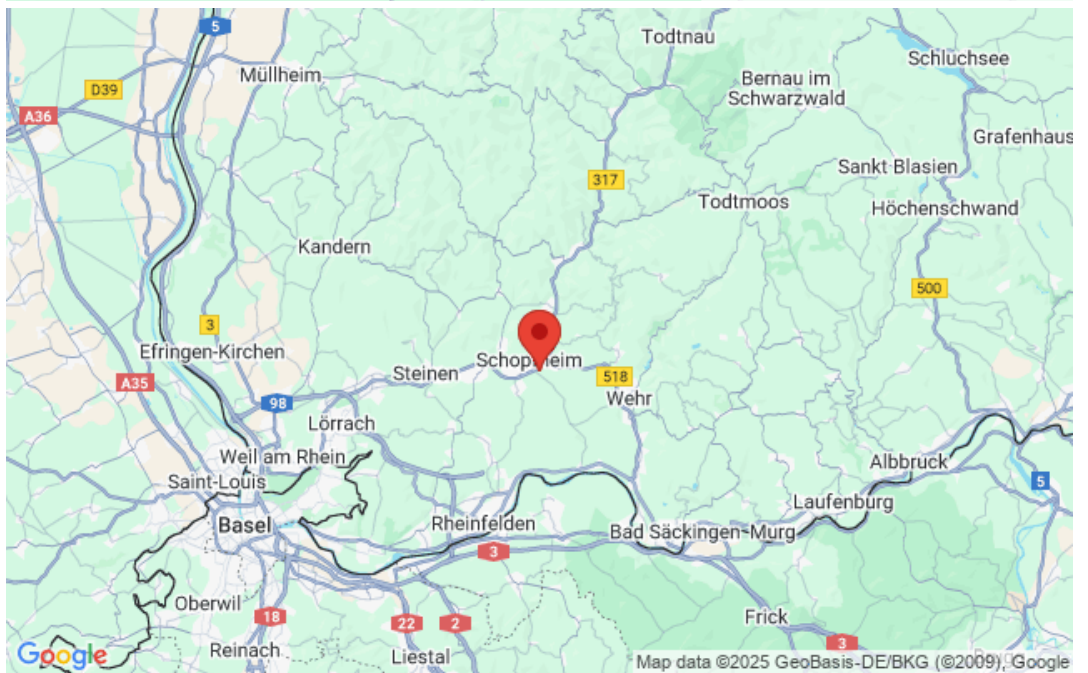 5
Todtnau
Schluchsee
Müllheim
Bernau im
Schwarzwald
D39
A36
Grafenhaus
317
Sankt Blasien
Todtmoos
Höchenschwand
Kandern
500
3
Efringen-Kirchen
Schopfheim
Steinen
518
A35
98
Wehr
Lörrach
Weil am Rhein
Albbruck
Saint-Louis
5
Laufenburg
Basel
Rheinfelden
Bad Säckingen-Murg
3
Oberwil
18
22
2
Frick
3
Reinach
Liestal
Google
Map data ©2025 GeoBasis-DE/BKG (©2009), Google